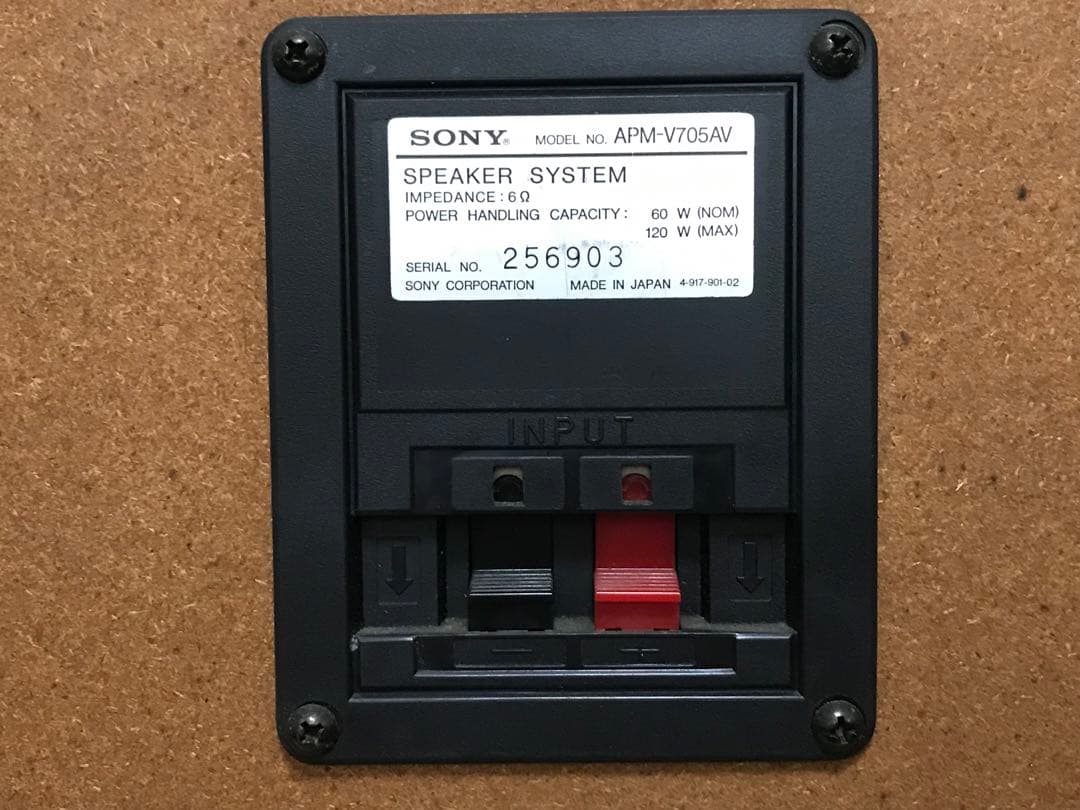 SONY® MODEL NO. APM-V705AV
SPEAKER SYSTEM
IMPEDANCE : 6 Ω
POWER HANDLING CAPACITY : 60 W (NOM)
120 W (MAX)
SERIAL NO. 256903
SONY CORPORATION MADE IN JAPAN 4-917-901-02
INPUT
− +